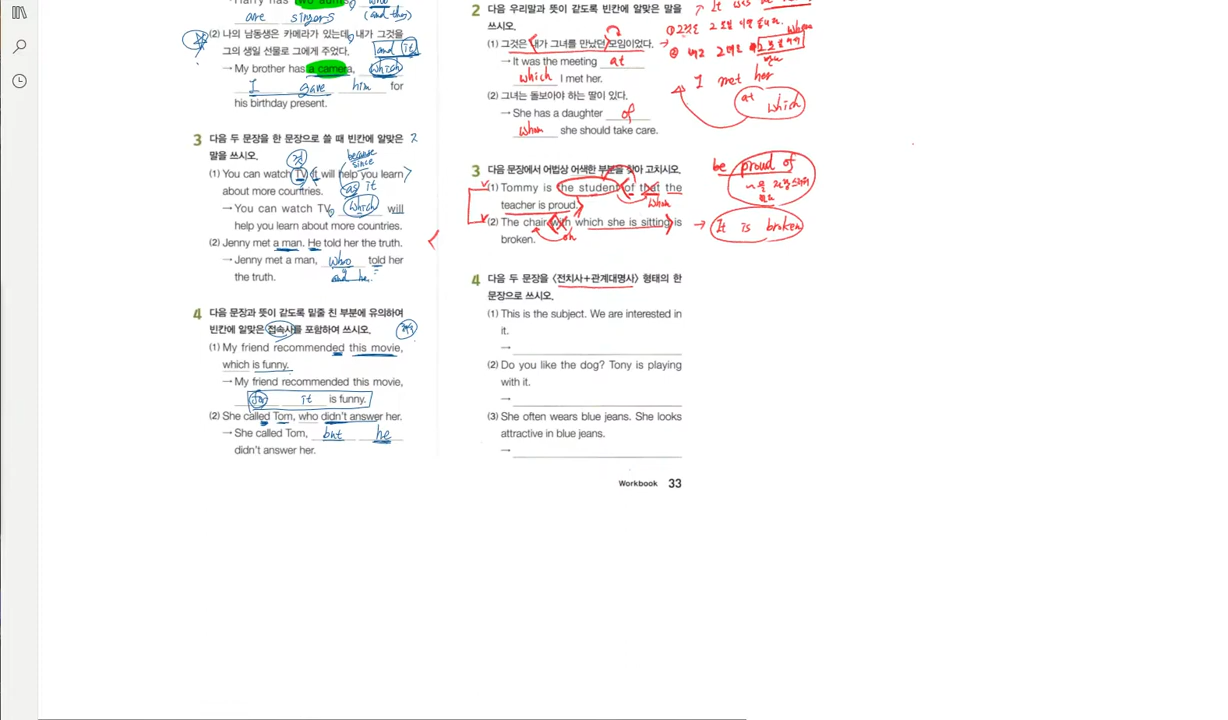 are singers (and they)
(2) 나의 남동생은 카메라가 있는데, 내가 그것을
그의 생일 선물로 그에게 주었다. and it
→ My brother has a camera, which
I gave him for
his birthday present.
3 다음 두 문장을 한 문장으로 쓸 때 빈칸에 알맞은
말을 쓰시오.
because
since
(1) You can watch TV. It will help you learn
about more countries. as it
→ You can watch TV, which will
help you learn about more countries.
(2) Jenny met a man. He told her the truth.
→ Jenny met a man, who told her
the truth. and he
4 다음 문장과 뜻이 같도록 밑줄 친 부분에 유의하여
빈칸에 알맞은 접속사를 포함하여 쓰시오.
(1) My friend recommended this movie,
which is funny.
→ My friend recommended this movie,
for it is funny.
(2) She called Tom, who didn't answer her.
→ She called Tom, but he
didn't answer her.
2 다음 우리말과 뜻이 같도록 빈칸에 알맞은 말을
쓰시오.
(1) 그것은 내가 그녀를 만났던 모임이었다.
→ It was the meeting at
which I met her.
(2) 그녀는 돌보아야 하는 딸이 있다.
→ She has a daughter of
whom she should take care.
I met her
at which
3 다음 문장에서 어법상 어색한 부분을 찾아 고치시오.
(1) Tommy is the student of that the
whom
teacher is proud.
(2) The chair with which she is sitting is
on
broken.
be proud of
It is broken
4 다음 두 문장을 <전치사+관계대명사> 형태의 한
문장으로 쓰시오.
(1) This is the subject. We are interested in
it.
→
(2) Do you like the dog? Tony is playing
with it.
→
(3) She often wears blue jeans. She looks
attractive in blue jeans.
→
Workbook 33